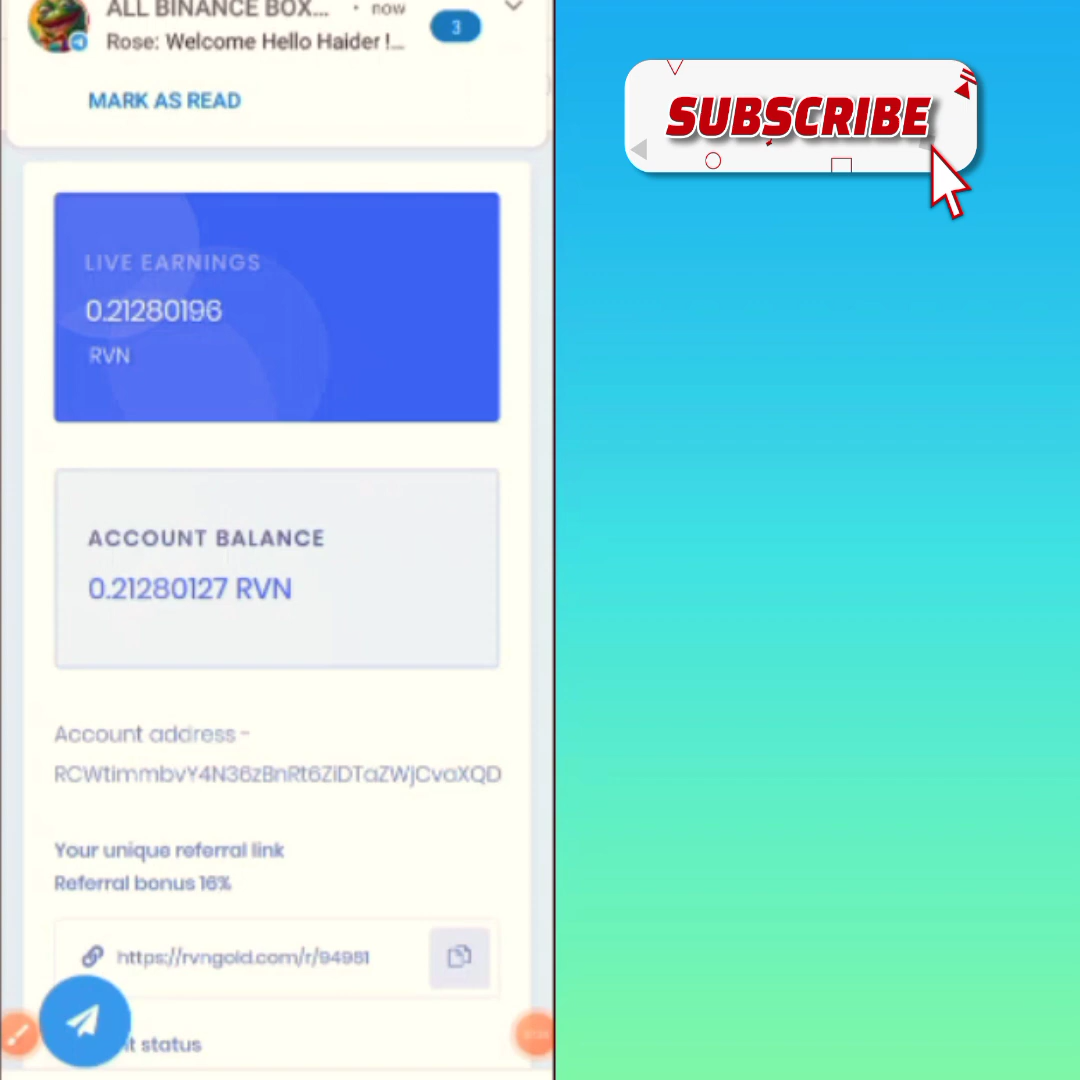 ALL BINANCE BOX... • now
3
Rose: Welcome Hello Haider !...
MARK AS READ
SUBSCRIBE
LIVE EARNINGS
0.21280196
RVN
ACCOUNT BALANCE
0.21280127 RVN
Account address -
RCWtimmbvY4N36zBnRt6ZiDTaZWjCvaXQD
Your unique referral link
Referral bonus 16%
https://rvngold.com/r/94981
t status